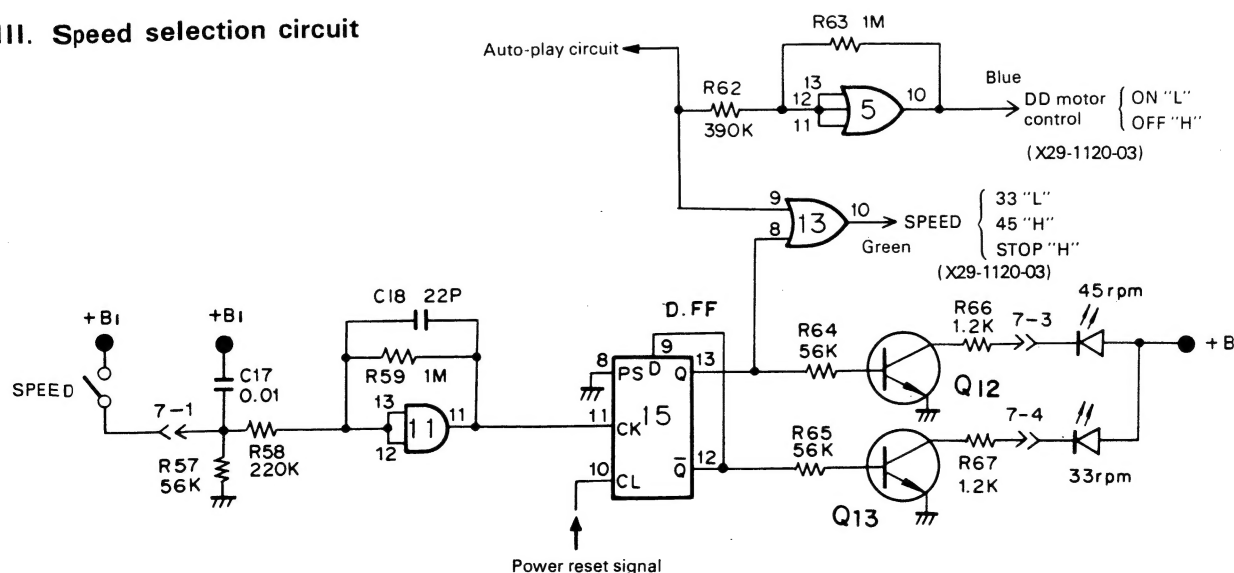 III. Speed selection circuit
R63 1M
Auto-play circuit
R62
390K
13
12
11
5
10
Blue
DD motor control
ON "L"
OFF "H"
(X29-1120-03)
9
8
13
10
Green
SPEED
33 "L"
45 "H"
STOP "H"
(X29-1120-03)
+B1
SPEED
7-1
+B1
C17
0.01
R57
56K
R58
220K
C18 22P
R59 1M
13
12
11
11
D.FF
9
8
PS
D
Q
13
11
CK
15
10
CL
Q
12
Power reset signal
R64
56K
Q12
R66
1.2K
7-3
45rpm
+B
R65
56K
Q13
R67
1.2K
7-4
33rpm